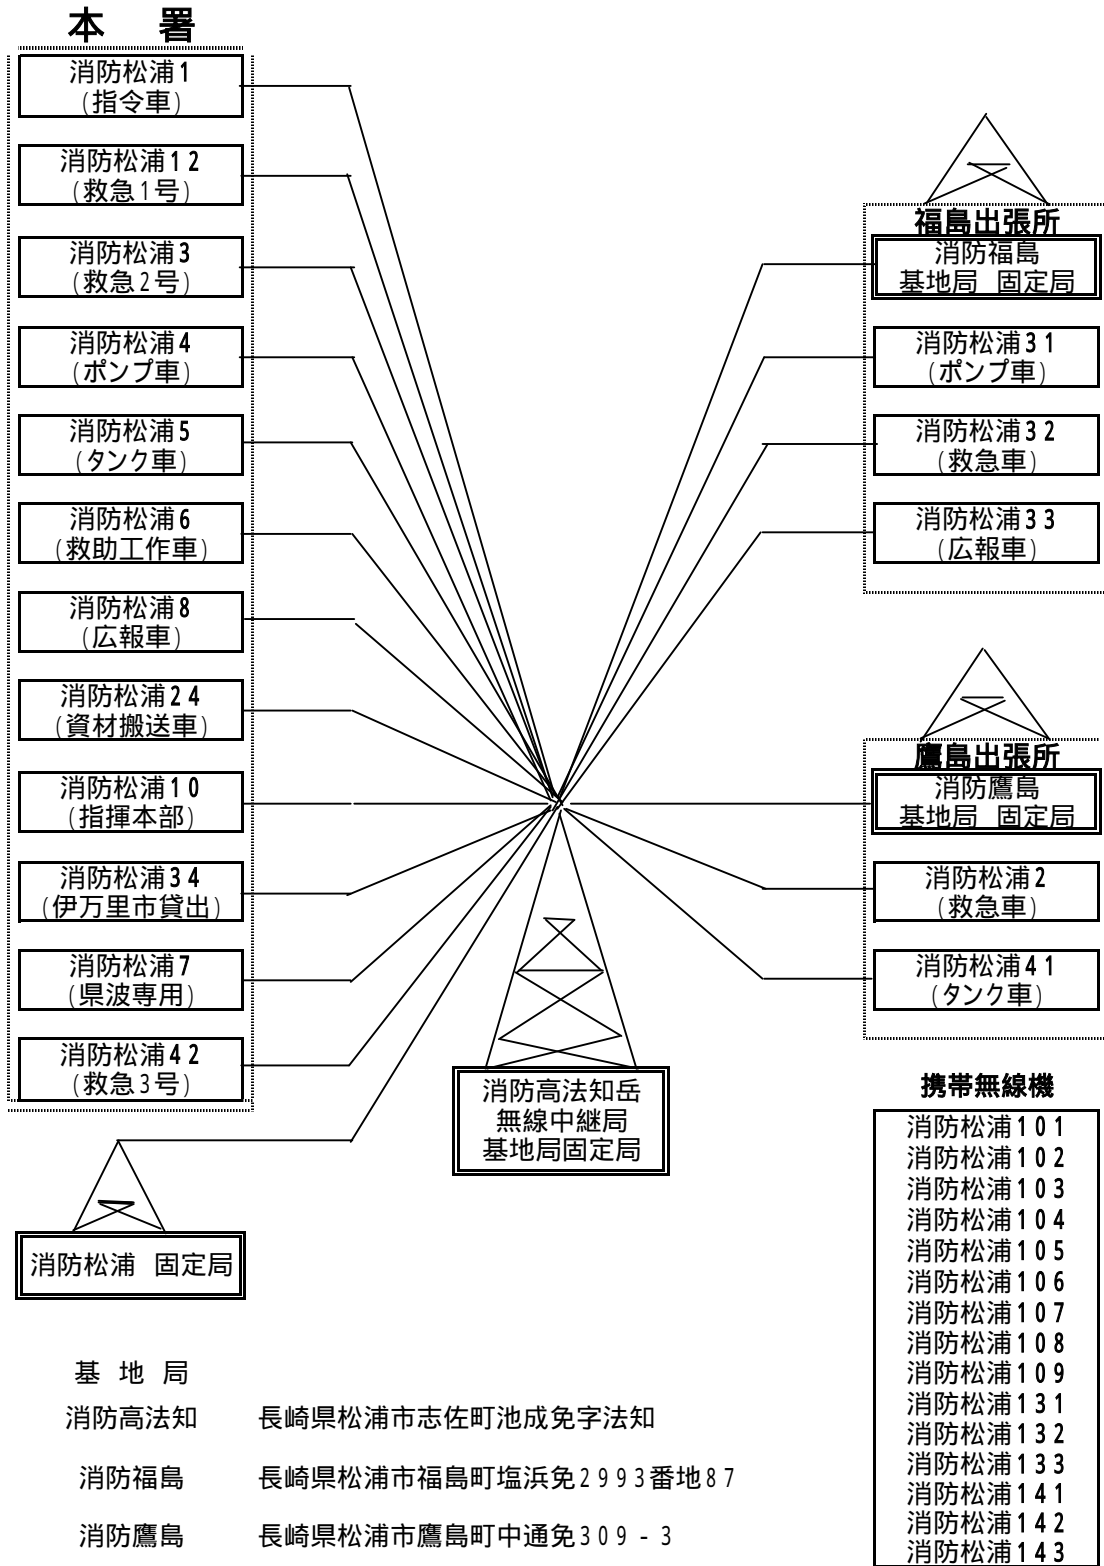 本 署
消防松浦1
(指令車)
消防松浦12
(救急1号)
消防松浦3
(救急2号)
消防松浦4
(ポンプ車)
消防松浦5
(タンク車)
消防松浦6
(救助工作車)
消防松浦8
(広報車)
消防松浦24
(資材搬送車)
消防松浦10
(指揮本部)
消防松浦34
(伊万里市貸出)
消防松浦7
(県波専用)
消防松浦42
(救急3号)
消防松浦 固定局
消防高法知岳
無線中継局
基地局固定局
福島出張所
消防福島
基地局 固定局
消防松浦31
(ポンプ車)
消防松浦32
(救急車)
消防松浦33
(広報車)
鷹島出張所
消防鷹島
基地局 固定局
消防松浦2
(救急車)
消防松浦41
(タンク車)
携帯無線機
消防松浦101
消防松浦102
消防松浦103
消防松浦104
消防松浦105
消防松浦106
消防松浦107
消防松浦108
消防松浦109
消防松浦131
消防松浦132
消防松浦133
消防松浦141
消防松浦142
消防松浦143
基 地 局
消防高法知 長崎県松浦市志佐町池成免字法知
消防福島 長崎県松浦市福島町塩浜免2993番地87
消防鷹島 長崎県松浦市鷹島町中通免309-3